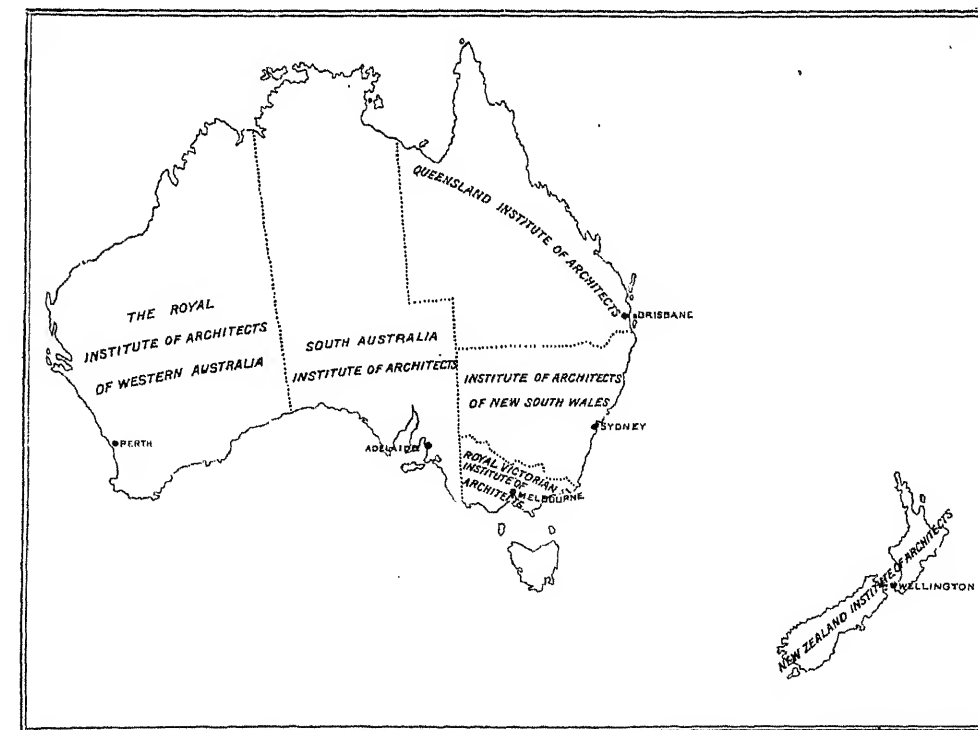 QUEENSLAND INSTITUTE OF ARCHITECTS
BRISBANE
THE ROYAL
INSTITUTE OF ARCHITECTS
OF WESTERN AUSTRALIA
PERTH
SOUTH AUSTRALIA
INSTITUTE OF ARCHITECTS
ADELAIDE
INSTITUTE OF ARCHITECTS
OF NEW SOUTH WALES
SYDNEY
ROYAL VICTORIAN
INSTITUTE OF
ARCHITECTS
MELBOURNE
NEW ZEALAND INSTITUTE OF ARCHITECTS
WELLINGTON